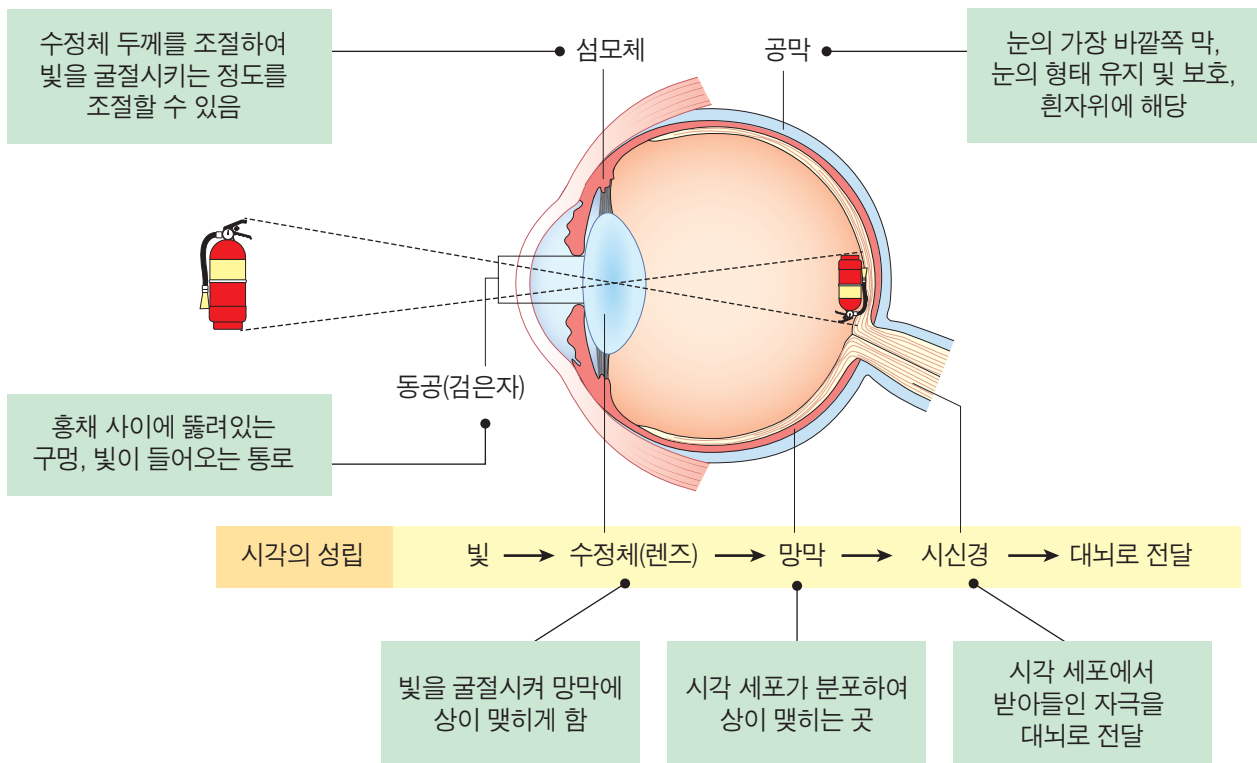 수정체 두께를 조절하여
빛을 굴절시키는 정도를
조절할 수 있음
섬모체
공막
눈의 가장 바깥쪽 막,
눈의 형태 유지 및 보호,
흰자위에 해당
동공(검은자)
홍채 사이에 뚫려있는
구멍, 빛이 들어오는 통로
시각의 성립
빛 → 수정체(렌즈) → 망막 → 시신경 → 대뇌로 전달
빛을 굴절시켜 망막에
상이 맺히게 함
시각 세포가 분포하여
상이 맺히는 곳
시각 세포에서
받아들인 자극을
대뇌로 전달